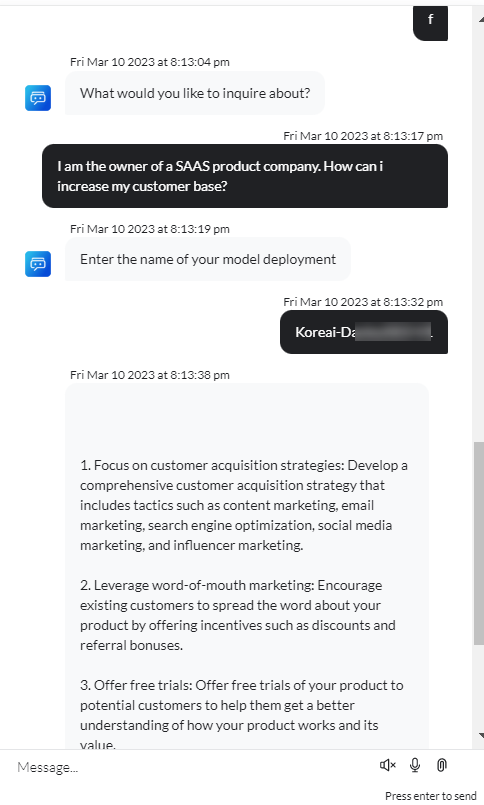 f
Fri Mar 10 2023 at 8:13:04 pm
What would you like to inquire about?
Fri Mar 10 2023 at 8:13:17 pm
I am the owner of a SAAS product company. How can i
increase my customer base?
Fri Mar 10 2023 at 8:13:19 pm
Enter the name of your model deployment
Fri Mar 10 2023 at 8:13:32 pm
Fri Mar 10 2023 at 8:13:38 pm
1. Focus on customer acquisition strategies: Develop a
comprehensive customer acquisition strategy that
includes tactics such as content marketing, email
marketing, search engine optimization, social media
marketing, and influencer marketing.
2. Leverage word-of-mouth marketing: Encourage
existing customers to spread the word about your
product by offering incentives such as discounts and
referral bonuses.
3. Offer free trials: Offer free trials of your product to
potential customers to help them get a better
understanding of how your product works and its
value.
Message...
Press enter to send